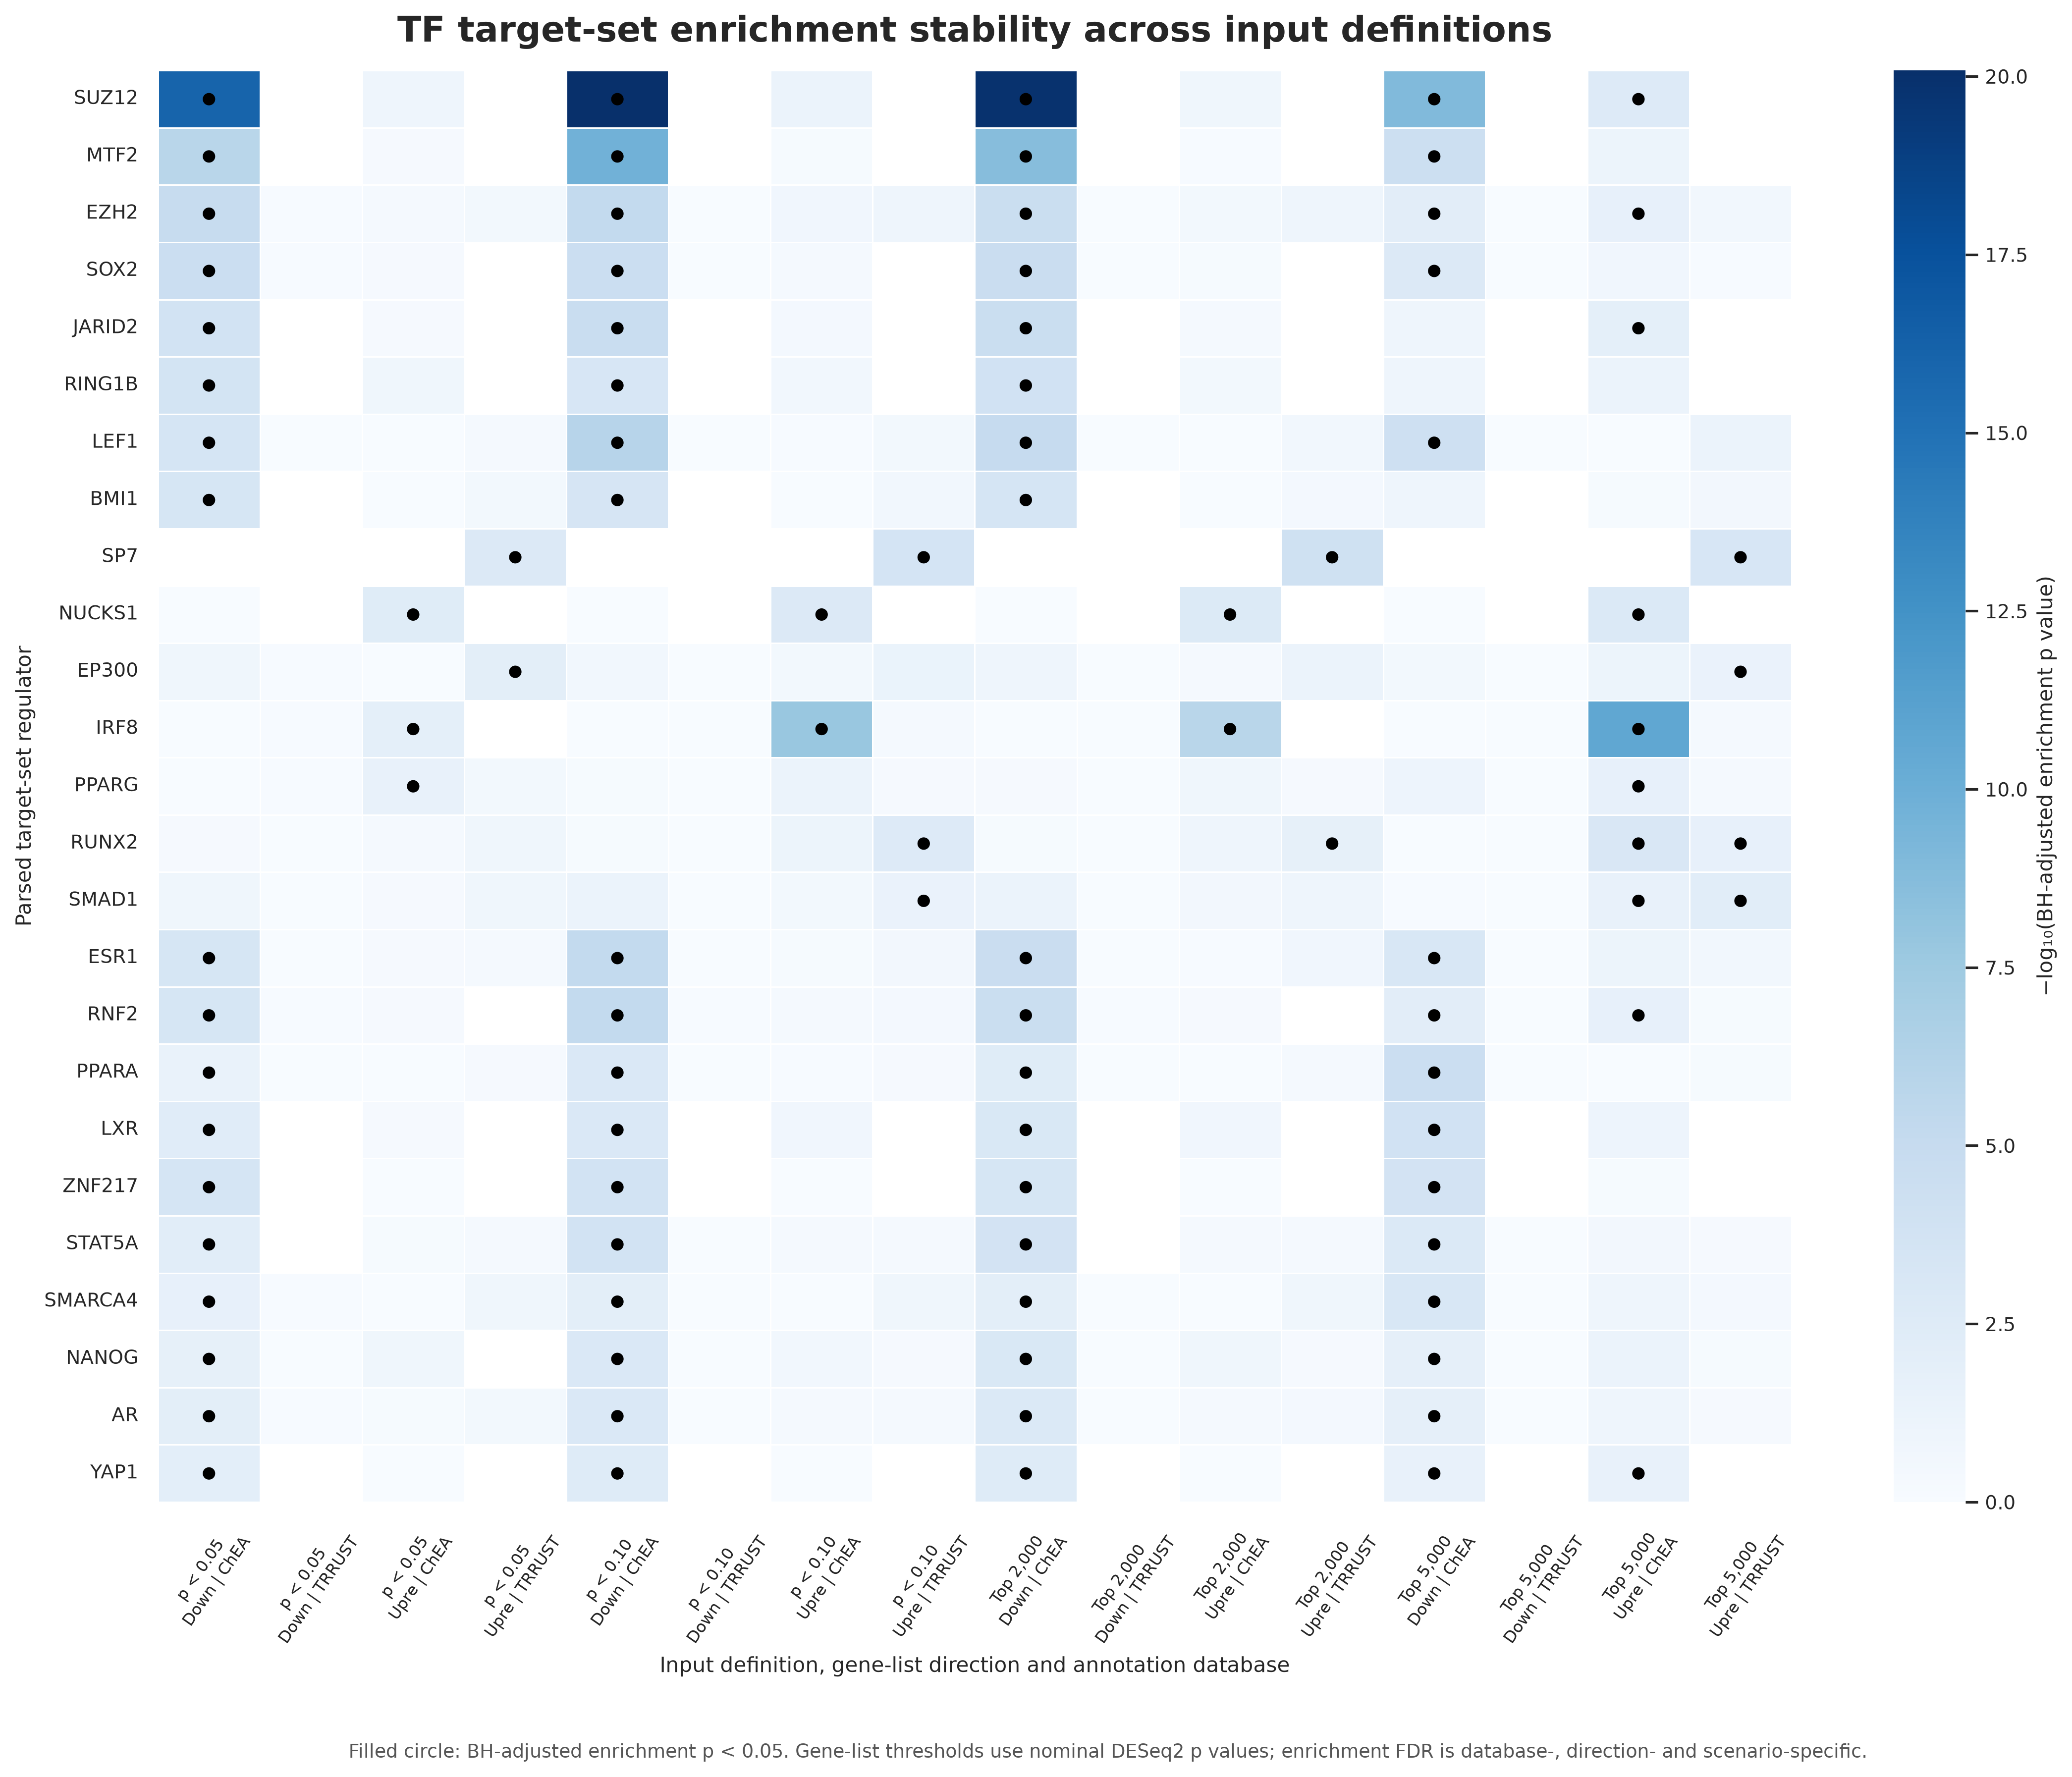 TF target-set enrichment stability across input definitions
Parsed target-set regulator
SUZ12
MTF2
EZH2
SOX2
JARID2
RING1B
LEF1
BMI1
SP7
NUCKS1
EP300
IRF8
PPARG
RUNX2
SMAD1
ESR1
RNF2
PPARA
LXR
ZNF217
STAT5A
SMARCA4
NANOG
AR
YAP1
20.0
17.5
15.0
12.5
10.0
7.5
5.0
2.5
0.0
−log₁₀(BH-adjusted enrichment p value)
p < 0.05
Down | ChEA
p < 0.05
Down | TRRUST
p < 0.05
Upre | ChEA
p < 0.05
Upre | TRRUST
p < 0.10
Down | ChEA
p < 0.10
Down | TRRUST
p < 0.10
Upre | ChEA
p < 0.10
Upre | TRRUST
Top 2,000
Down | ChEA
Top 2,000
Down | TRRUST
Top 2,000
Upre | ChEA
Top 2,000
Upre | TRRUST
Top 5,000
Down | ChEA
Top 5,000
Down | TRRUST
Top 5,000
Upre | ChEA
Top 5,000
Upre | TRRUST
Input definition, gene-list direction and annotation database
Filled circle: BH-adjusted enrichment p < 0.05. Gene-list thresholds use nominal DESeq2 p values; enrichment FDR is database-, direction- and scenario-specific.